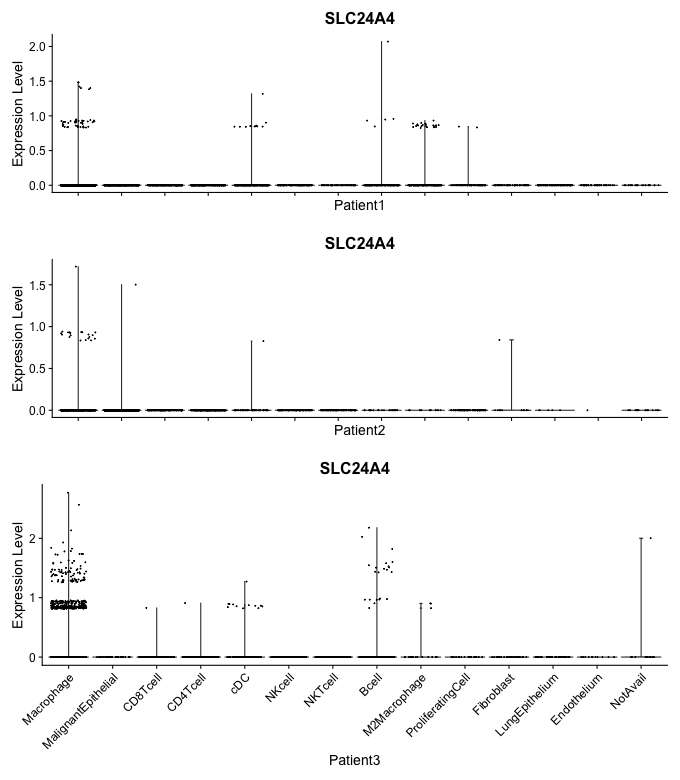 SLC24A4
Expression Level
2.0
1.5
1.0
0.5
0.0
Patient1
SLC24A4
Expression Level
1.5
1.0
0.5
0.0
Patient2
SLC24A4
Expression Level
2
1
0
Macrophage
MalignantEpithelial
CD8Tcell
CD4Tcell
cDC
NKcell
NKTcell
Bcell
M2Macrophage
ProliferatingCell
Fibroblast
LungEpithelium
Endothelium
NotAvail
Patient3